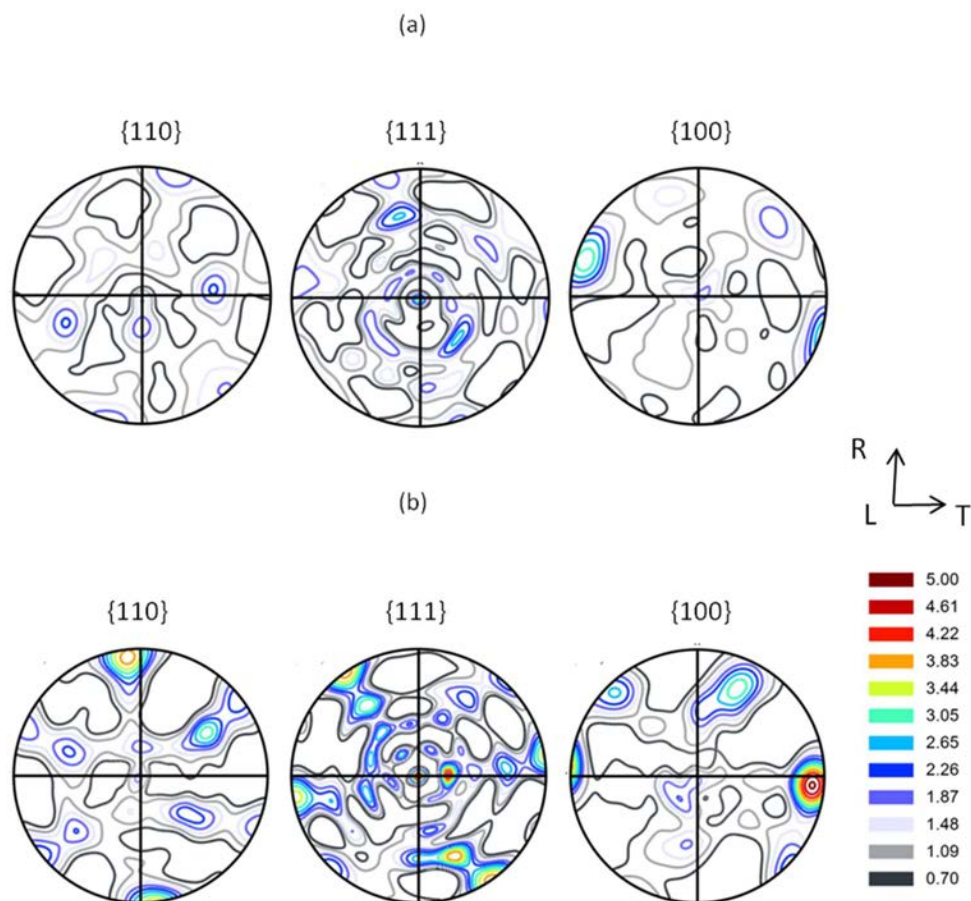 (a)
{110} {111} {100}
R
L T
(b)
{110} {111} {100}
5.00
4.61
4.22
3.83
3.44
3.05
2.65
2.26
1.87
1.48
1.09
0.70